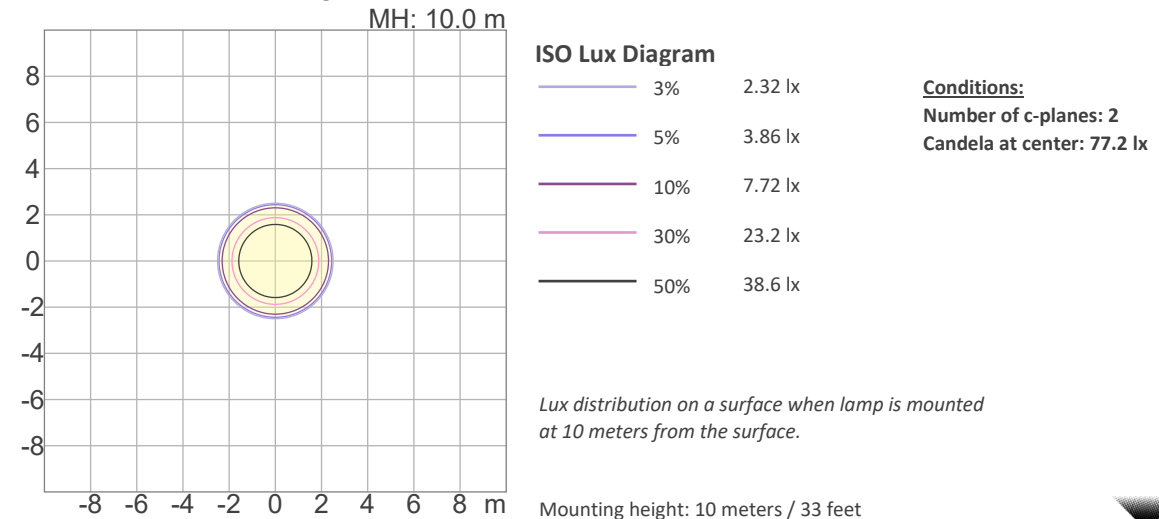 MH: 10.0 m
8
6
4
2
0
-2
-4
-6
-8
-8 -6 -4 -2 0 2 4 6 8 m
ISO Lux Diagram
3% 2.32 lx
5% 3.86 lx
10% 7.72 lx
30% 23.2 lx
50% 38.6 lx
Conditions:
Number of c-planes: 2
Candela at center: 77.2 lx
Lux distribution on a surface when lamp is mounted
at 10 meters from the surface.
Mounting height: 10 meters / 33 feet